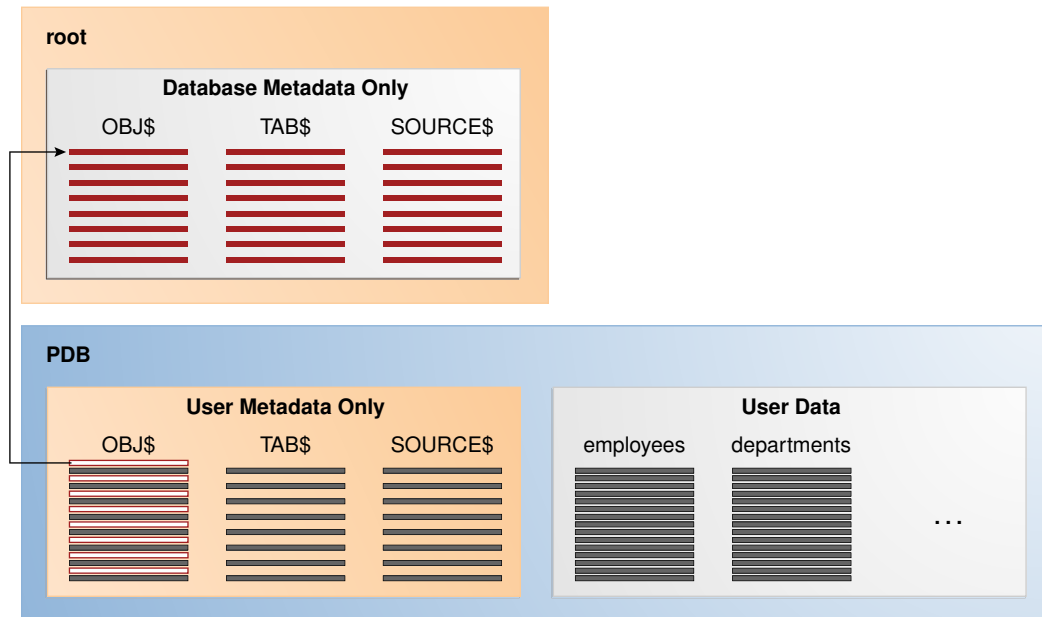 root
Database Metadata Only
OBJ$ TAB$ SOURCE$
PDB
User Metadata Only
OBJ$ TAB$ SOURCE$
User Data
employees departments
...